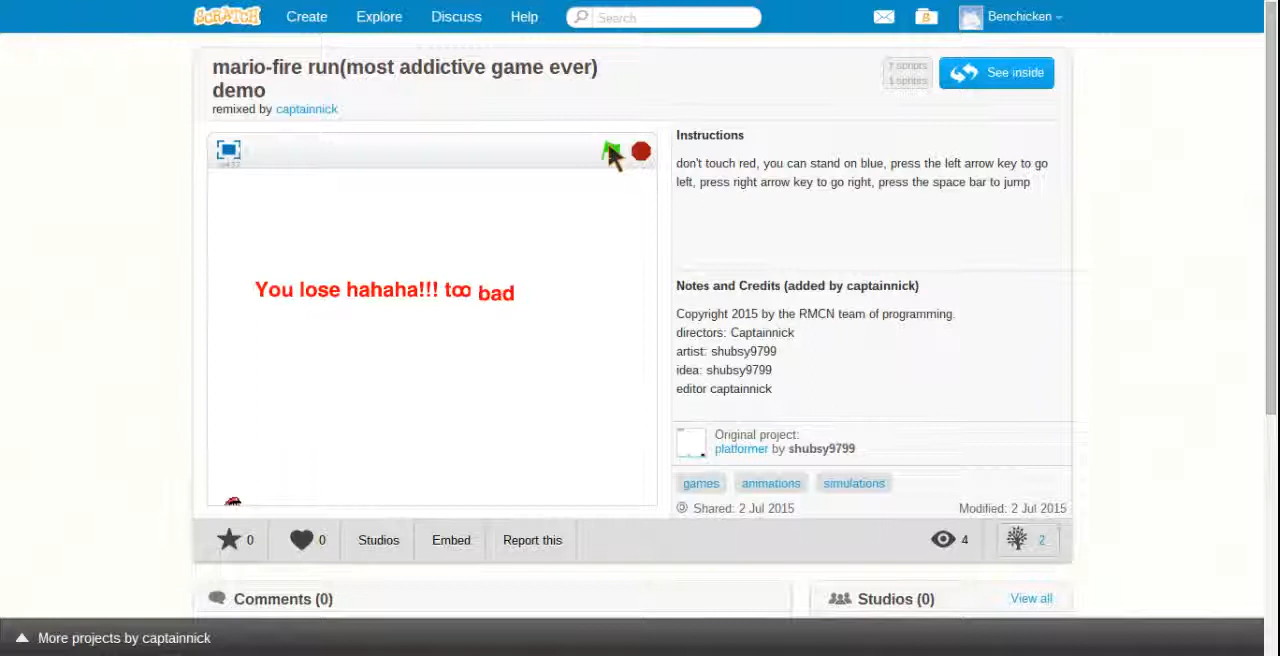 SCRATCH Create Explore Discuss Help Search 8 Benchicken
mario-fire run(most addictive game ever)
demo
remixed by captainnick
See inside
Instructions
don't touch red, you can stand on blue, press the left arrow key to go
left, press right arrow key to go right, press the space bar to jump
You lose hahaha!!! too bad
Notes and Credits (added by captainnick)
Copyright 2015 by the RMCN team of programming.
directors: Captainnick
artist: shubsy9799
idea: shubsy9799
editor captainnick
Original project:
platformer by shubsy9799
games animations simulations
Shared: 2 Jul 2015 Modified: 2 Jul 2015
0 0 Studios Embed Report this 4 2
Comments (0) Studios (0) View all
More projects by captainnick